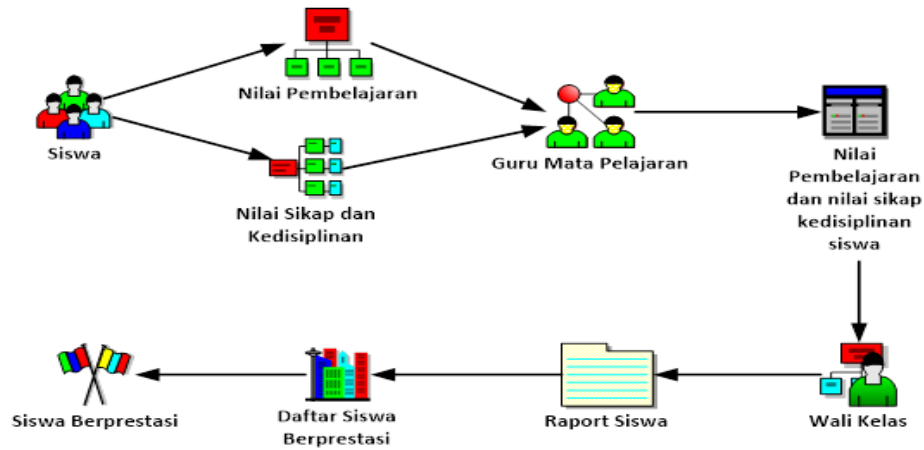 Siswa
Nilai Pembelajaran
Nilai Sikap dan
Kedisiplinan
Guru Mata Pelajaran
Nilai
Pembelajaran
dan nilai sikap
kedisiplinan
siswa
Wali Kelas
Raport Siswa
Daftar Siswa
Berprestasi
Siswa Berprestasi